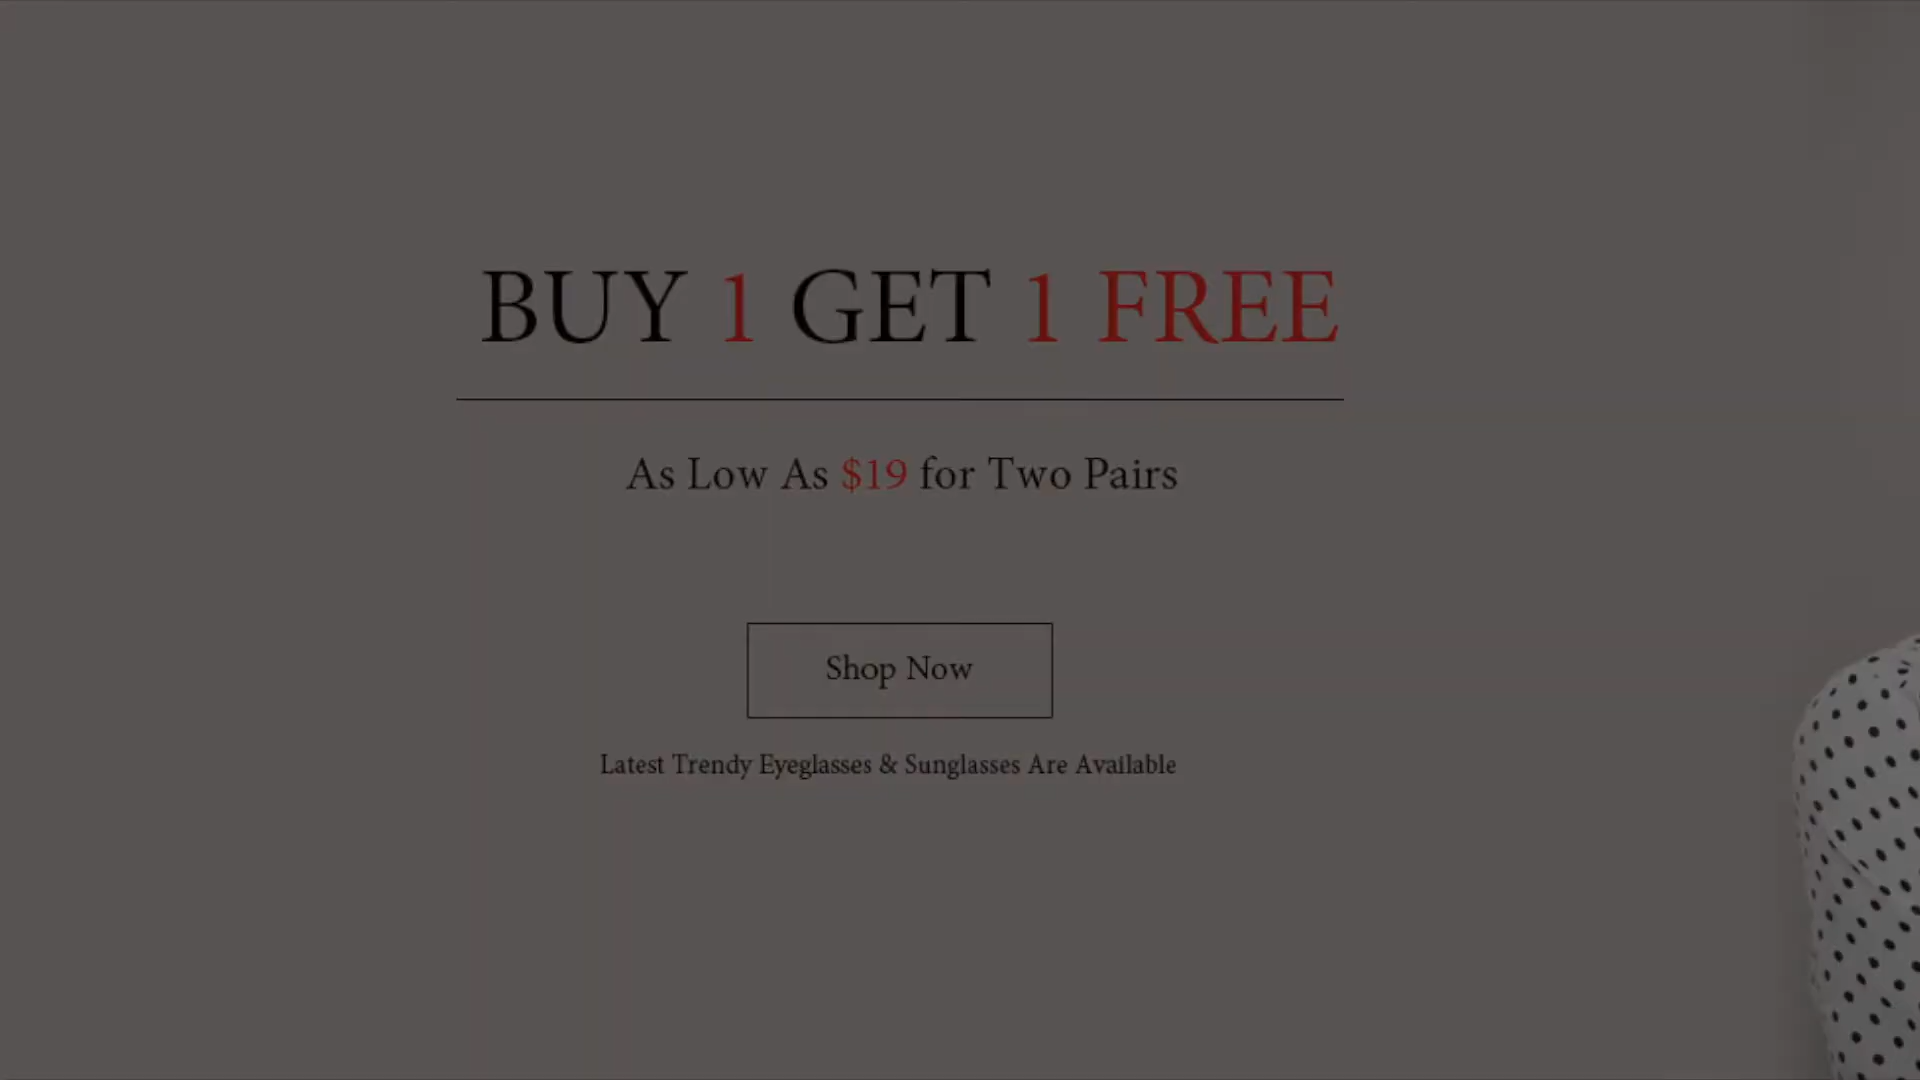 BUY 1 GET 1 FREE
As Low As $19 for Two Pairs
Shop Now
Latest Trendy Eyeglasses & Sunglasses Are Available